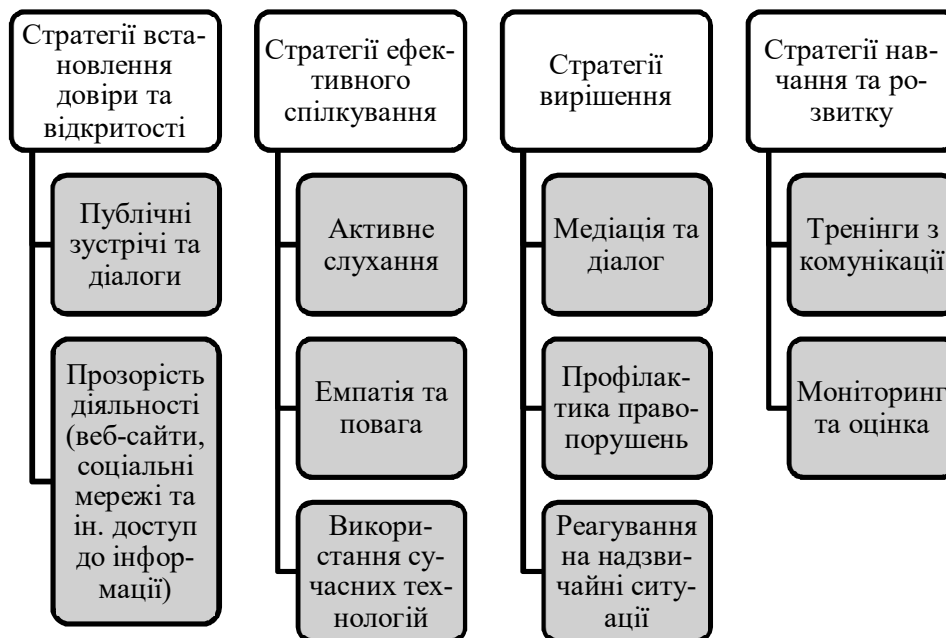 Стратегії вста-
новлення
довіри та
відкритості
Публічні
зустрічі та
діалоги
Прозорість
діяльності
(веб-сайти,
соціальні
мережі та
ін. доступ
до інфор-
мації)
Стратегії ефек-
тивного
спілкування
Активне
слухання
Емпатія та
повага
Викори-
стання су-
часних тех-
нологій
Стратегії
вирішення
Медіація та
діалог
Профілак-
тика право-
порушень
Реагування
на надзви-
чайні ситу-
ації
Стратегії нав-
чання та ро-
звитку
Тренінги з
комунікації
Моніторинг
та оцінка